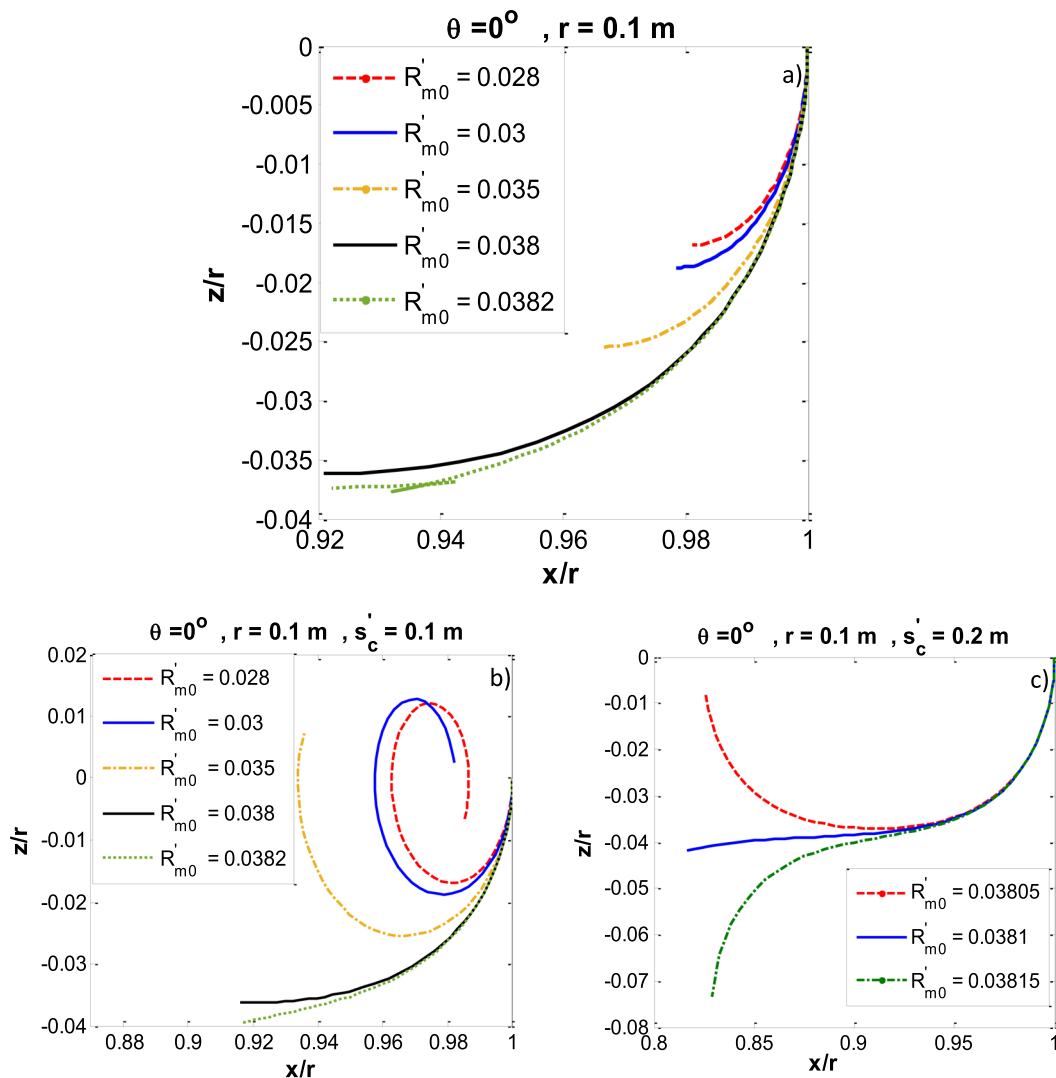 θ =0° , r = 0.1 m
a)
R'm0 = 0.028
R'm0 = 0.03
R'm0 = 0.035
R'm0 = 0.038
R'm0 = 0.0382
0
-0.005
-0.01
-0.015
-0.02
-0.025
-0.03
-0.035
-0.04
z/r
0.92 0.94 0.96 0.98 1
x/r
θ =0° , r = 0.1 m , s'c = 0.1 m
b)
R'm0 = 0.028
R'm0 = 0.03
R'm0 = 0.035
R'm0 = 0.038
R'm0 = 0.0382
0.02
0.01
0
-0.01
-0.02
-0.03
-0.04
z/r
0.88 0.9 0.92 0.94 0.96 0.98 1
x/r
θ =0° , r = 0.1 m , s'c = 0.2 m
c)
0
-0.01
-0.02
-0.03
-0.04
-0.05
-0.06
-0.07
-0.08
z/r
R'm0 = 0.03805
R'm0 = 0.0381
R'm0 = 0.03815
0.8 0.85 0.9 0.95 1
x/r